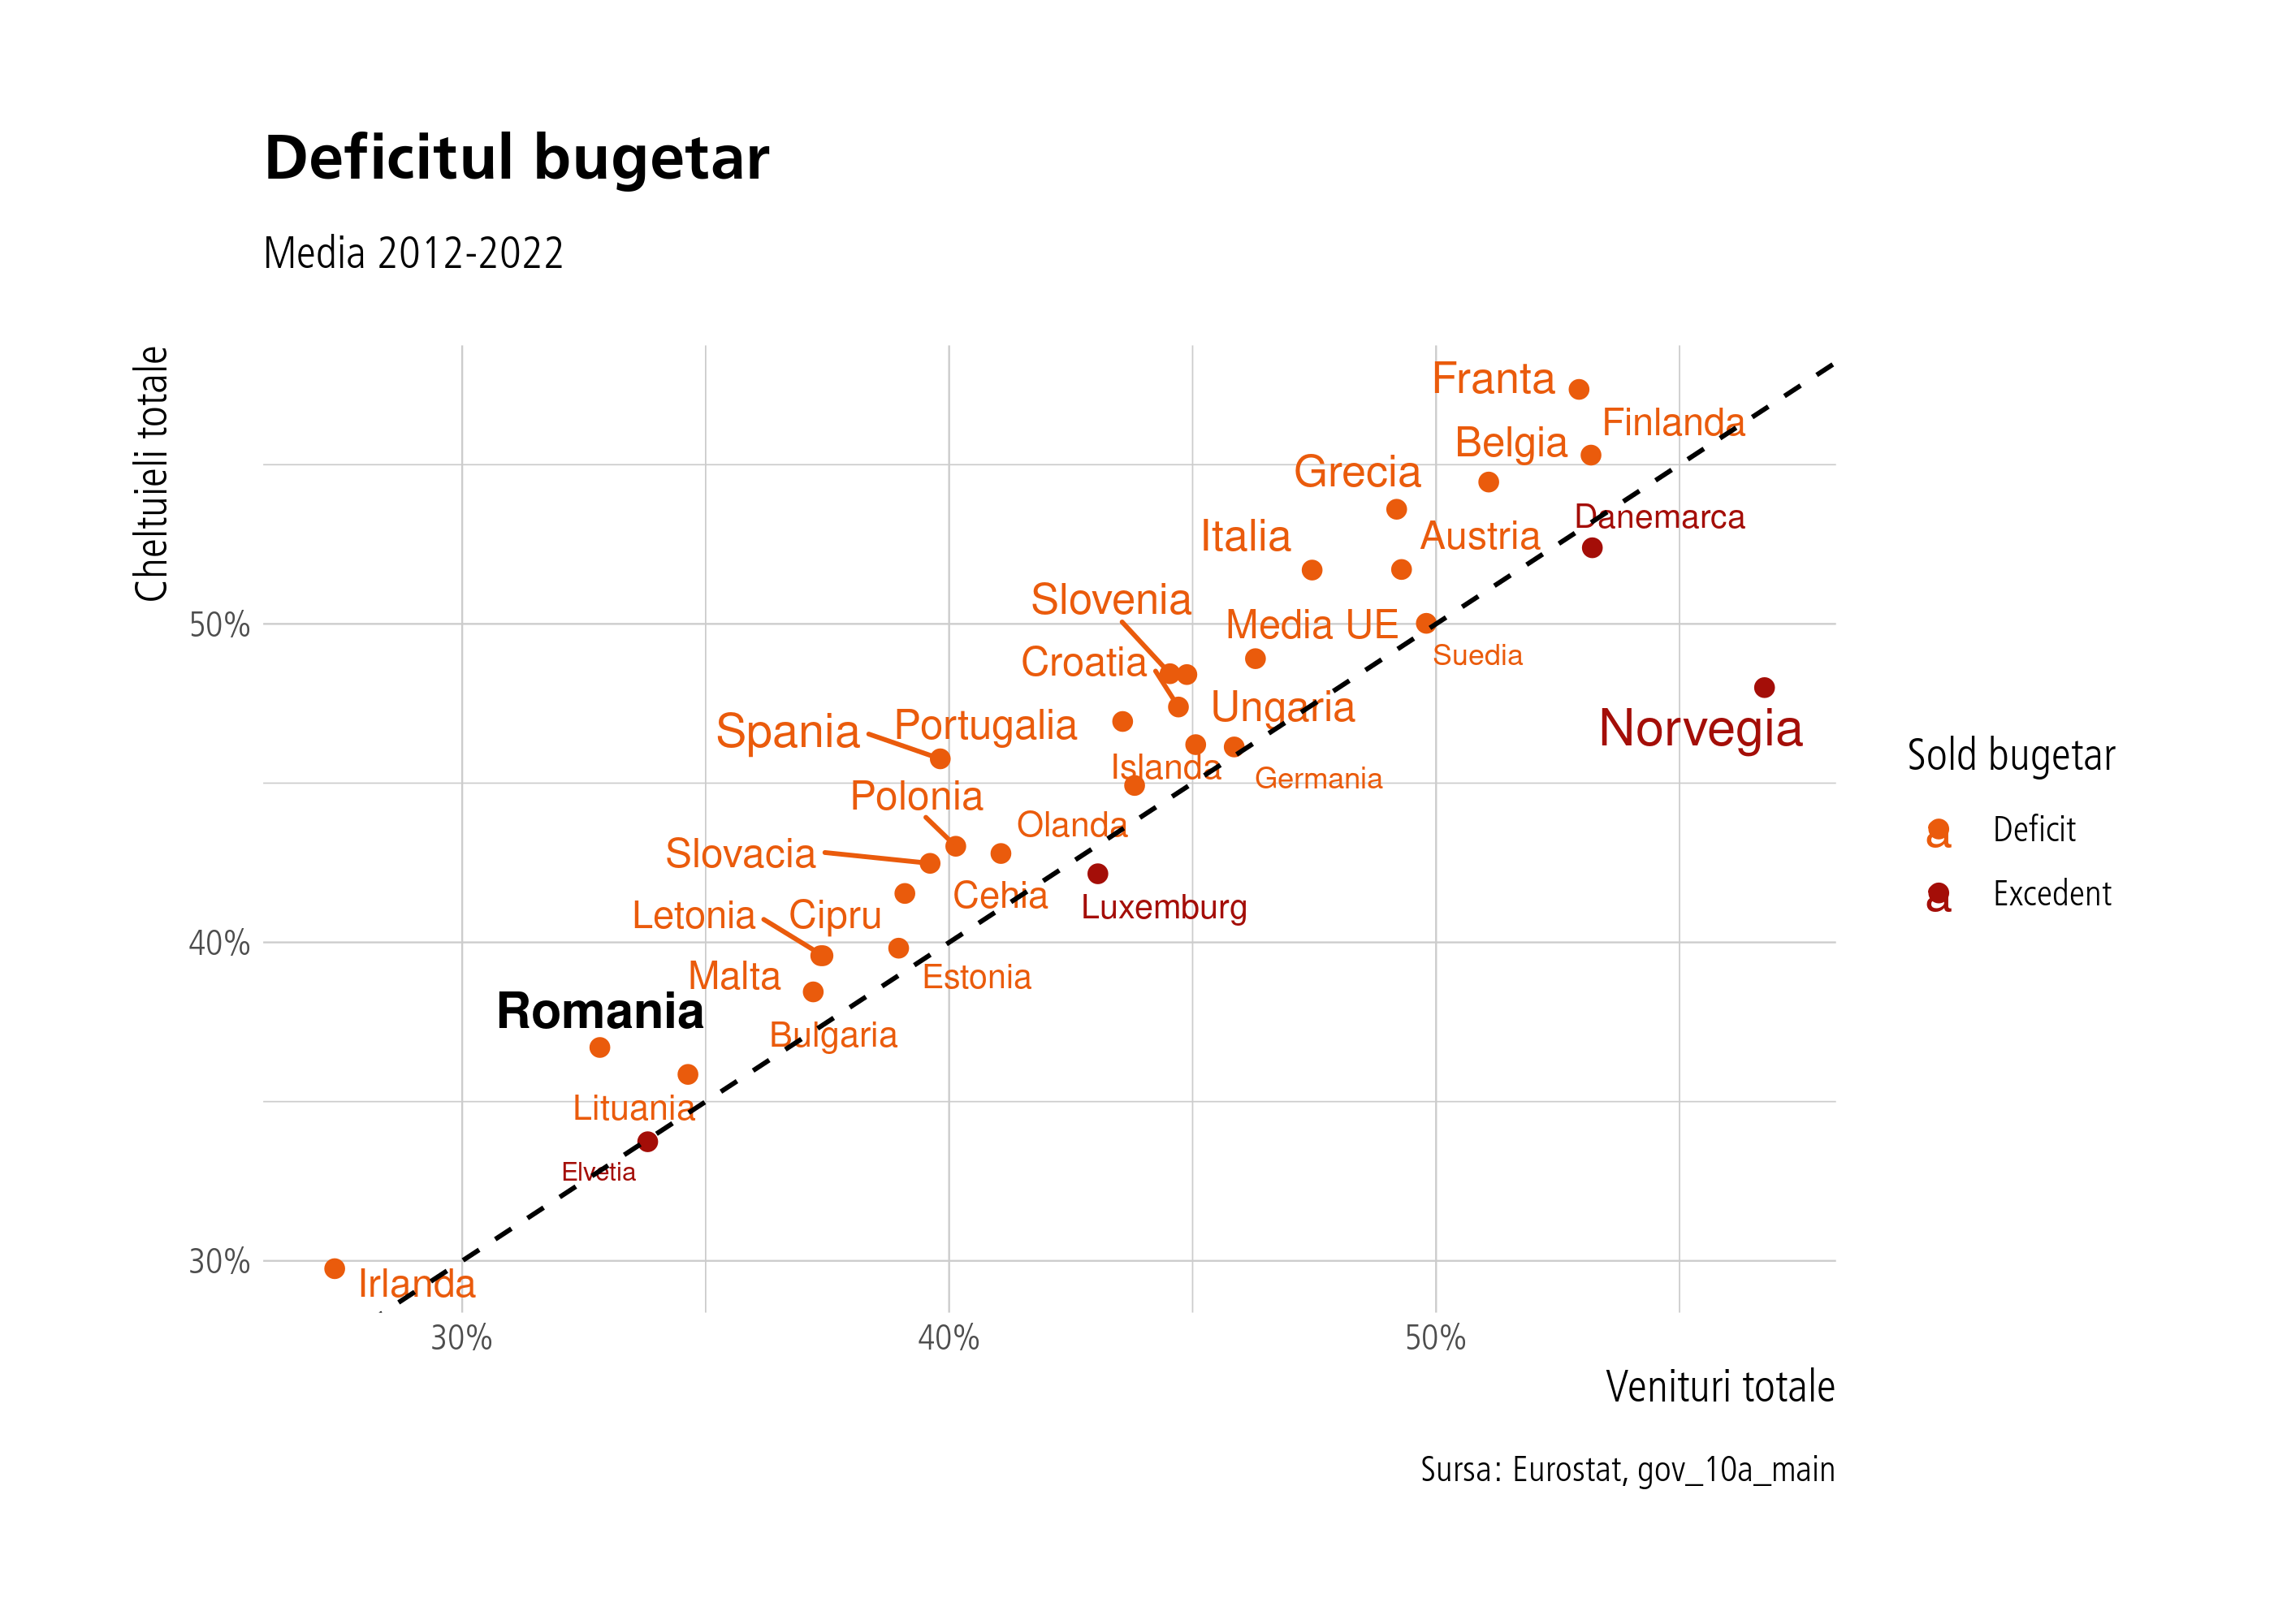 Deficitul bugetar
Media 2012-2022
Cheltuieli totale
Franta
Finlanda
Belgia
Grecia
Danemarca
Italia
Austria
Slovenia
Media UE
50%
Suedia
Croatia
Ungaria
Spania
Portugalia
Norvegia
Islanda
Germania
Polonia
Olanda
Slovacia
Cehia
Luxemburg
Letonia
Cipru
40%
Malta
Estonia
Romania
Bulgaria
Lituania
Elvetia
30%
Irlanda
30% 40% 50%
Venituri totale
Sold bugetar
a Deficit
a Excedent
Sursa: Eurostat, gov_10a_main